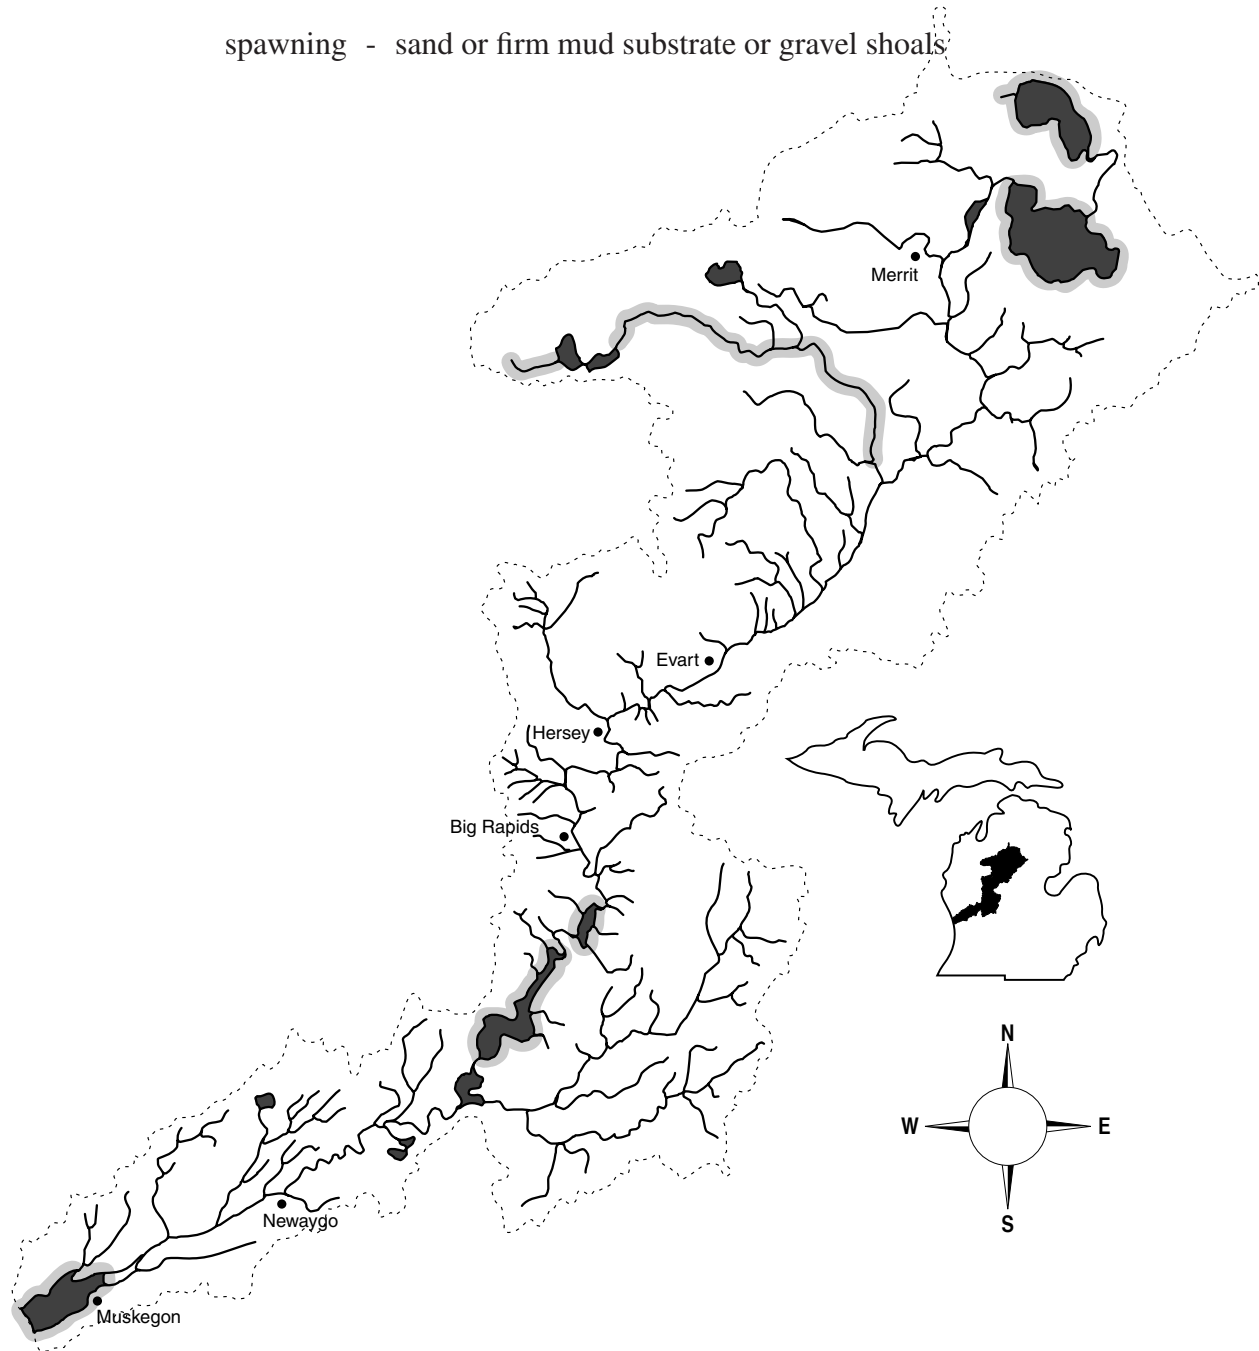 spawning - sand or firm mud substrate or gravel shoals
Merrit
Evart
Hersey
Big Rapids
N
W
E
S
Newaygo
Muskegon